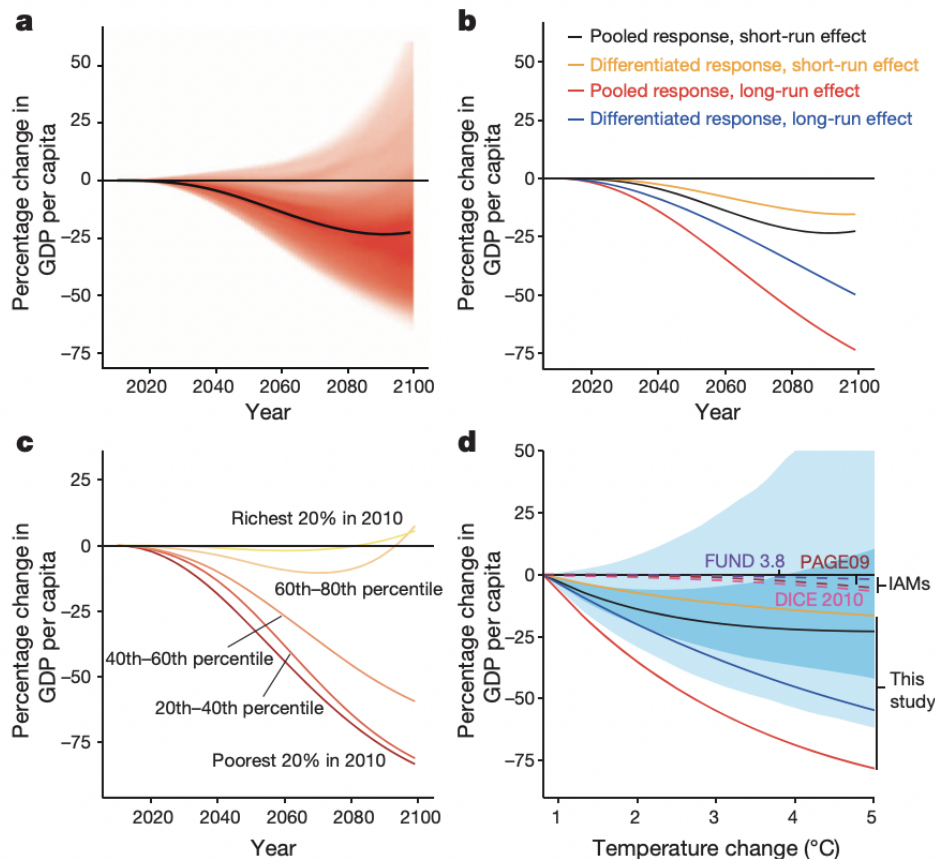 a
Percentage change in
GDP per capita
50
25
0
−25
−50
−75
2020 2040 2060 2080 2100
Year
b
Pooled response, short-run effect
Differentiated response, short-run effect
Pooled response, long-run effect
Differentiated response, long-run effect
Percentage change in
GDP per capita
50
25
0
−25
−50
−75
2020 2040 2060 2080 2100
Year
c
Percentage change in
GDP per capita
25
0
−25
−50
−75
Richest 20% in 2010
60th–80th percentile
40th–60th percentile
20th–40th percentile
Poorest 20% in 2010
2020 2040 2060 2080 2100
Year
d
Percentage change in
GDP per capita
50
25
0
−25
−50
−75
FUND 3.8
PAGE09
DICE 2010
IAMs
This
study
1 2 3 4 5
Temperature change (°C)